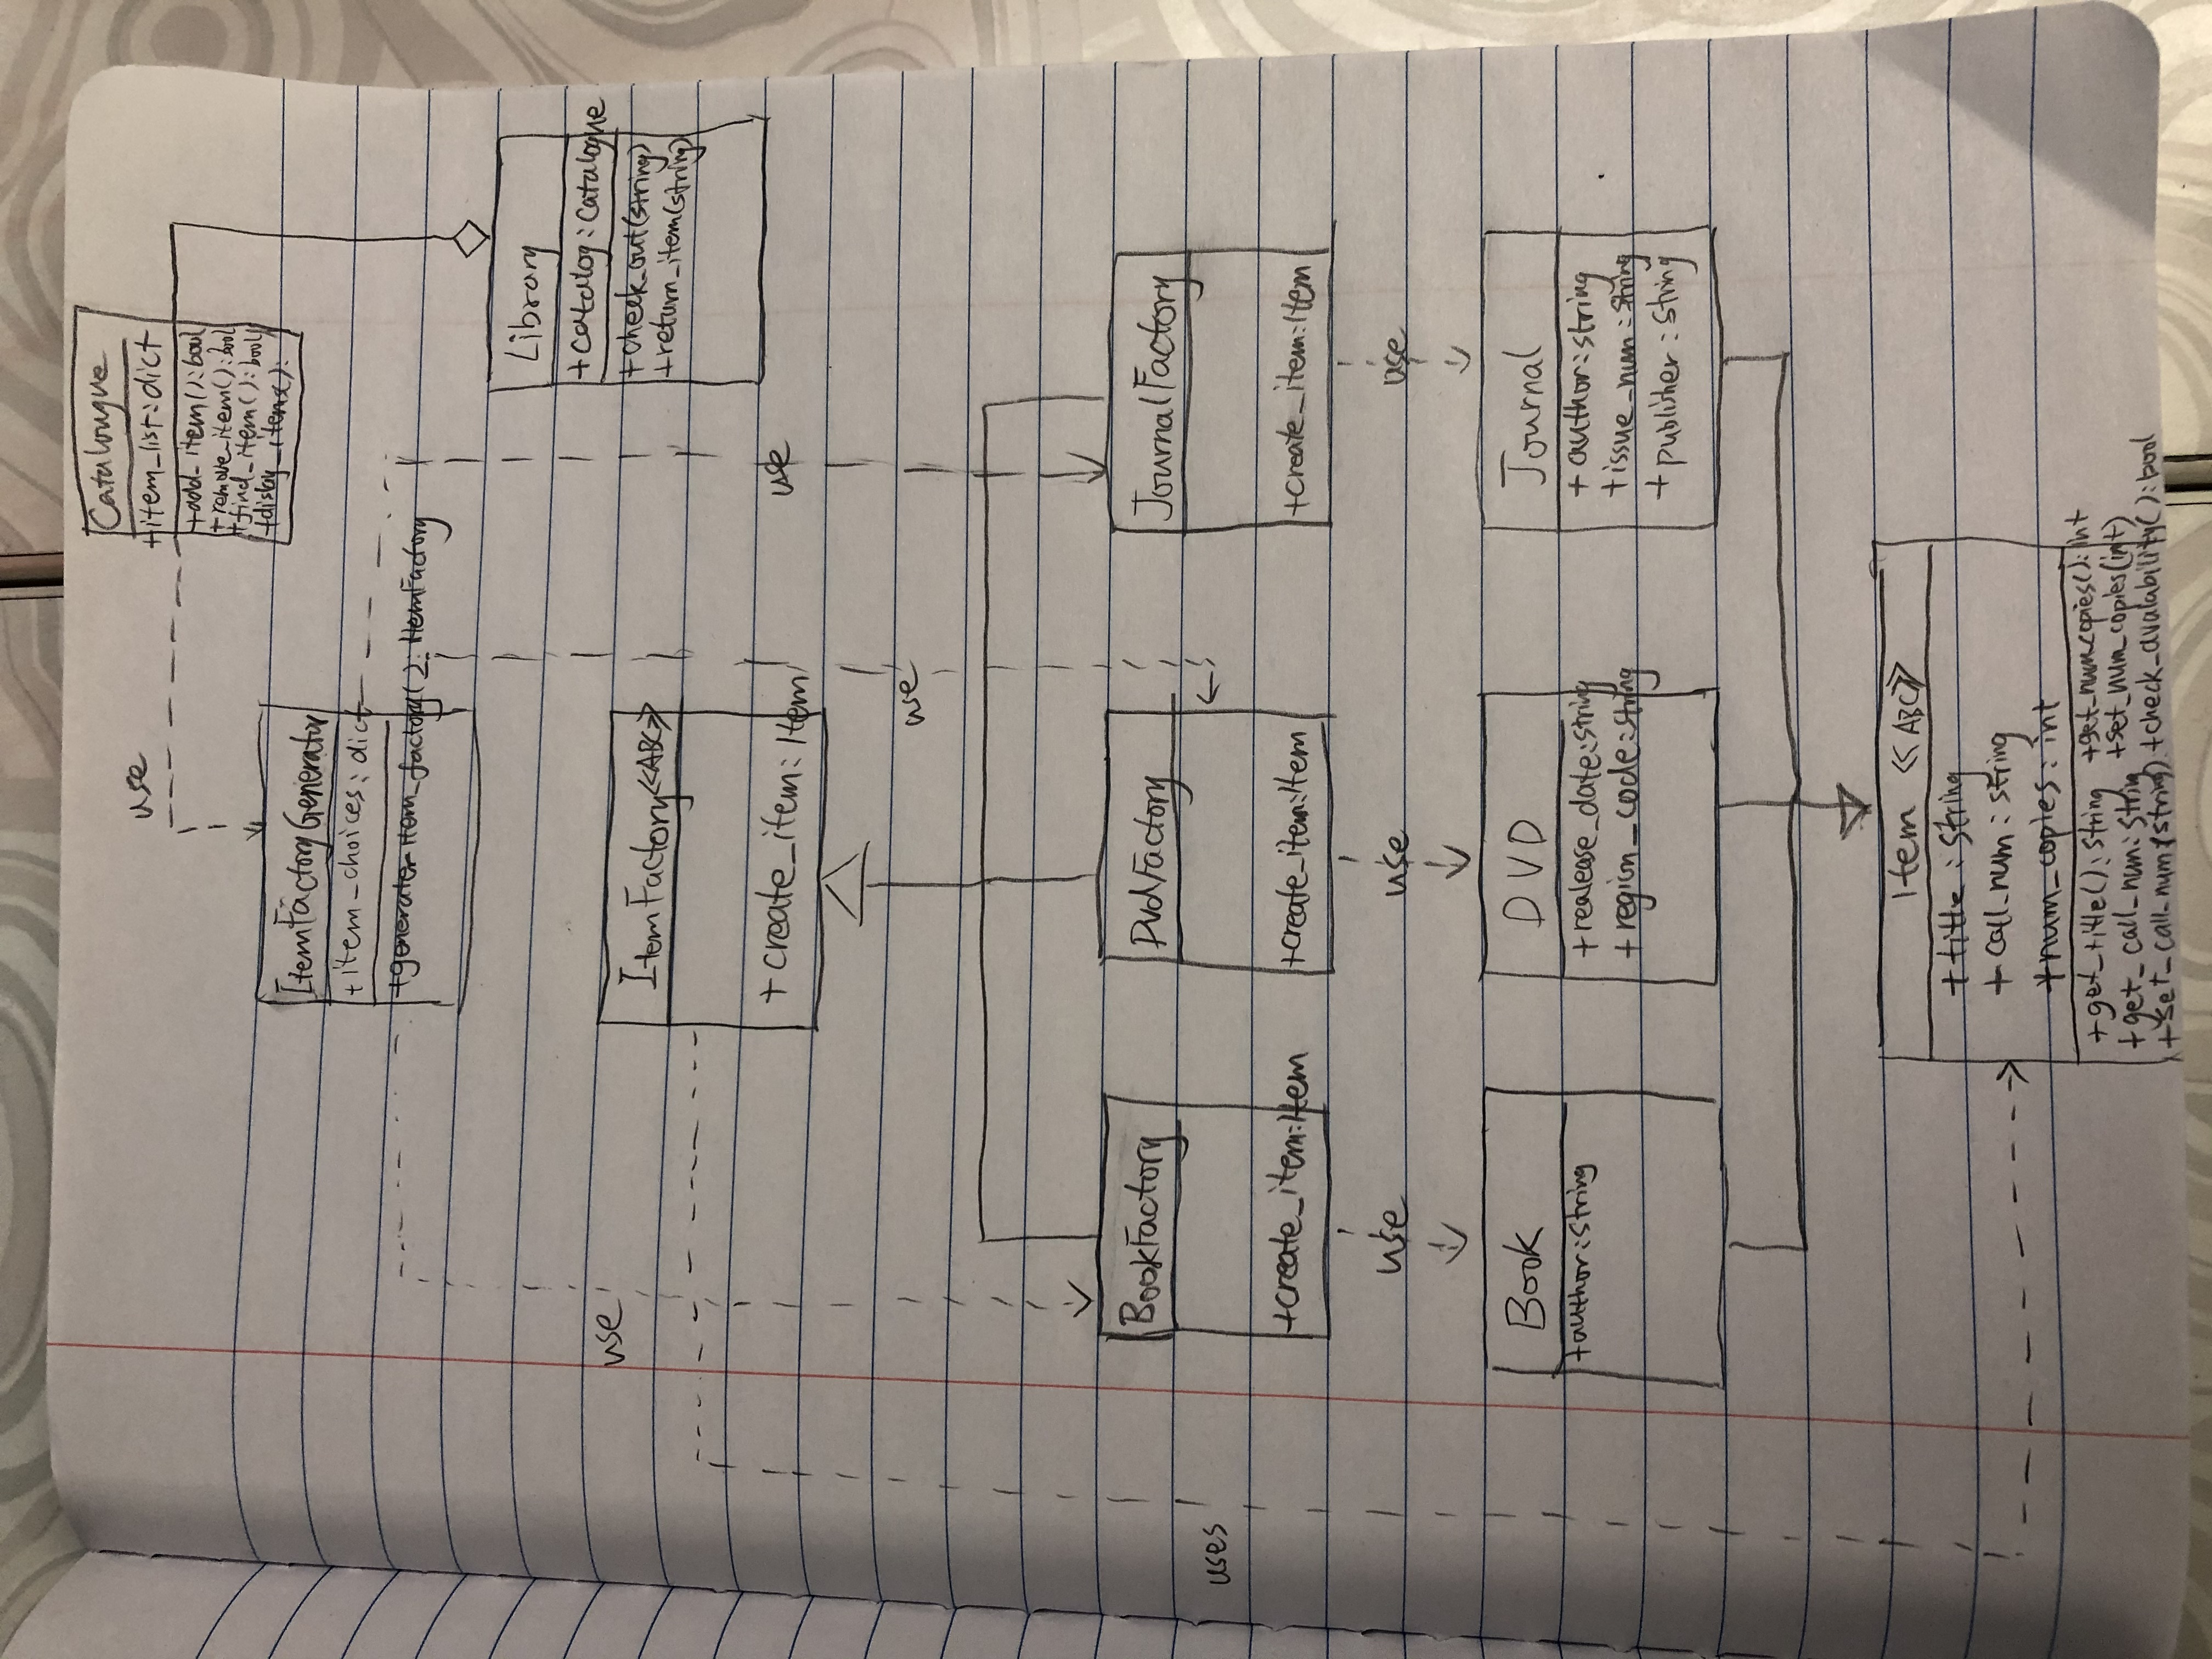 Catalougue
+item_list:dict
+add_item():bool
+remove_item():bool
+find_item():bool
+disloy_items():
use
ItemFactoryGenerator
+item_choices: dict
+generater item_factory(): ItemFactory
Library
+catalog:Catalogue
+check_out(string)
+return_item(string)
use
ItemFactory<<ABC>>
+create_item: Item
use
use
BookFactory
+create_item:Item
DvdFactory
+create_item:Item
JournalFactory
+create_item:Item
uses
use
use
use
Book
+author:string
DVD
+realease_date:string
+region_code:string
Journal
+author:string
+issue_num:string
+publisher:string
Item <<ABC>>
+title:string
+call_num:string
+num_copies:int
+get_title():string +get_num_copies():int
+get_call_num:string +set_num_copies(int)
+set_call_num(string) +check_avalability():bool